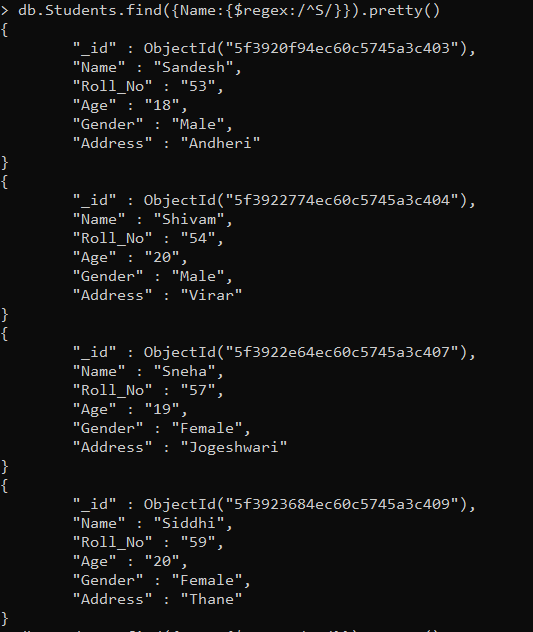 > db.Students.find({Name:{$regex:/^S/}}).pretty()
{
        "_id" : ObjectId("5f3920f94ec60c5745a3c403"),
        "Name" : "Sandesh",
        "Roll_No" : "53",
        "Age" : "18",
        "Gender" : "Male",
        "Address" : "Andheri"
}
{
        "_id" : ObjectId("5f3922774ec60c5745a3c404"),
        "Name" : "Shivam",
        "Roll_No" : "54",
        "Age" : "20",
        "Gender" : "Male",
        "Address" : "Virar"
}
{
        "_id" : ObjectId("5f3922e64ec60c5745a3c407"),
        "Name" : "Sneha",
        "Roll_No" : "57",
        "Age" : "19",
        "Gender" : "Female",
        "Address" : "Jogeshwari"
}
{
        "_id" : ObjectId("5f3923684ec60c5745a3c409"),
        "Name" : "Siddhi",
        "Roll_No" : "59",
        "Age" : "20",
        "Gender" : "Female",
        "Address" : "Thane"
}